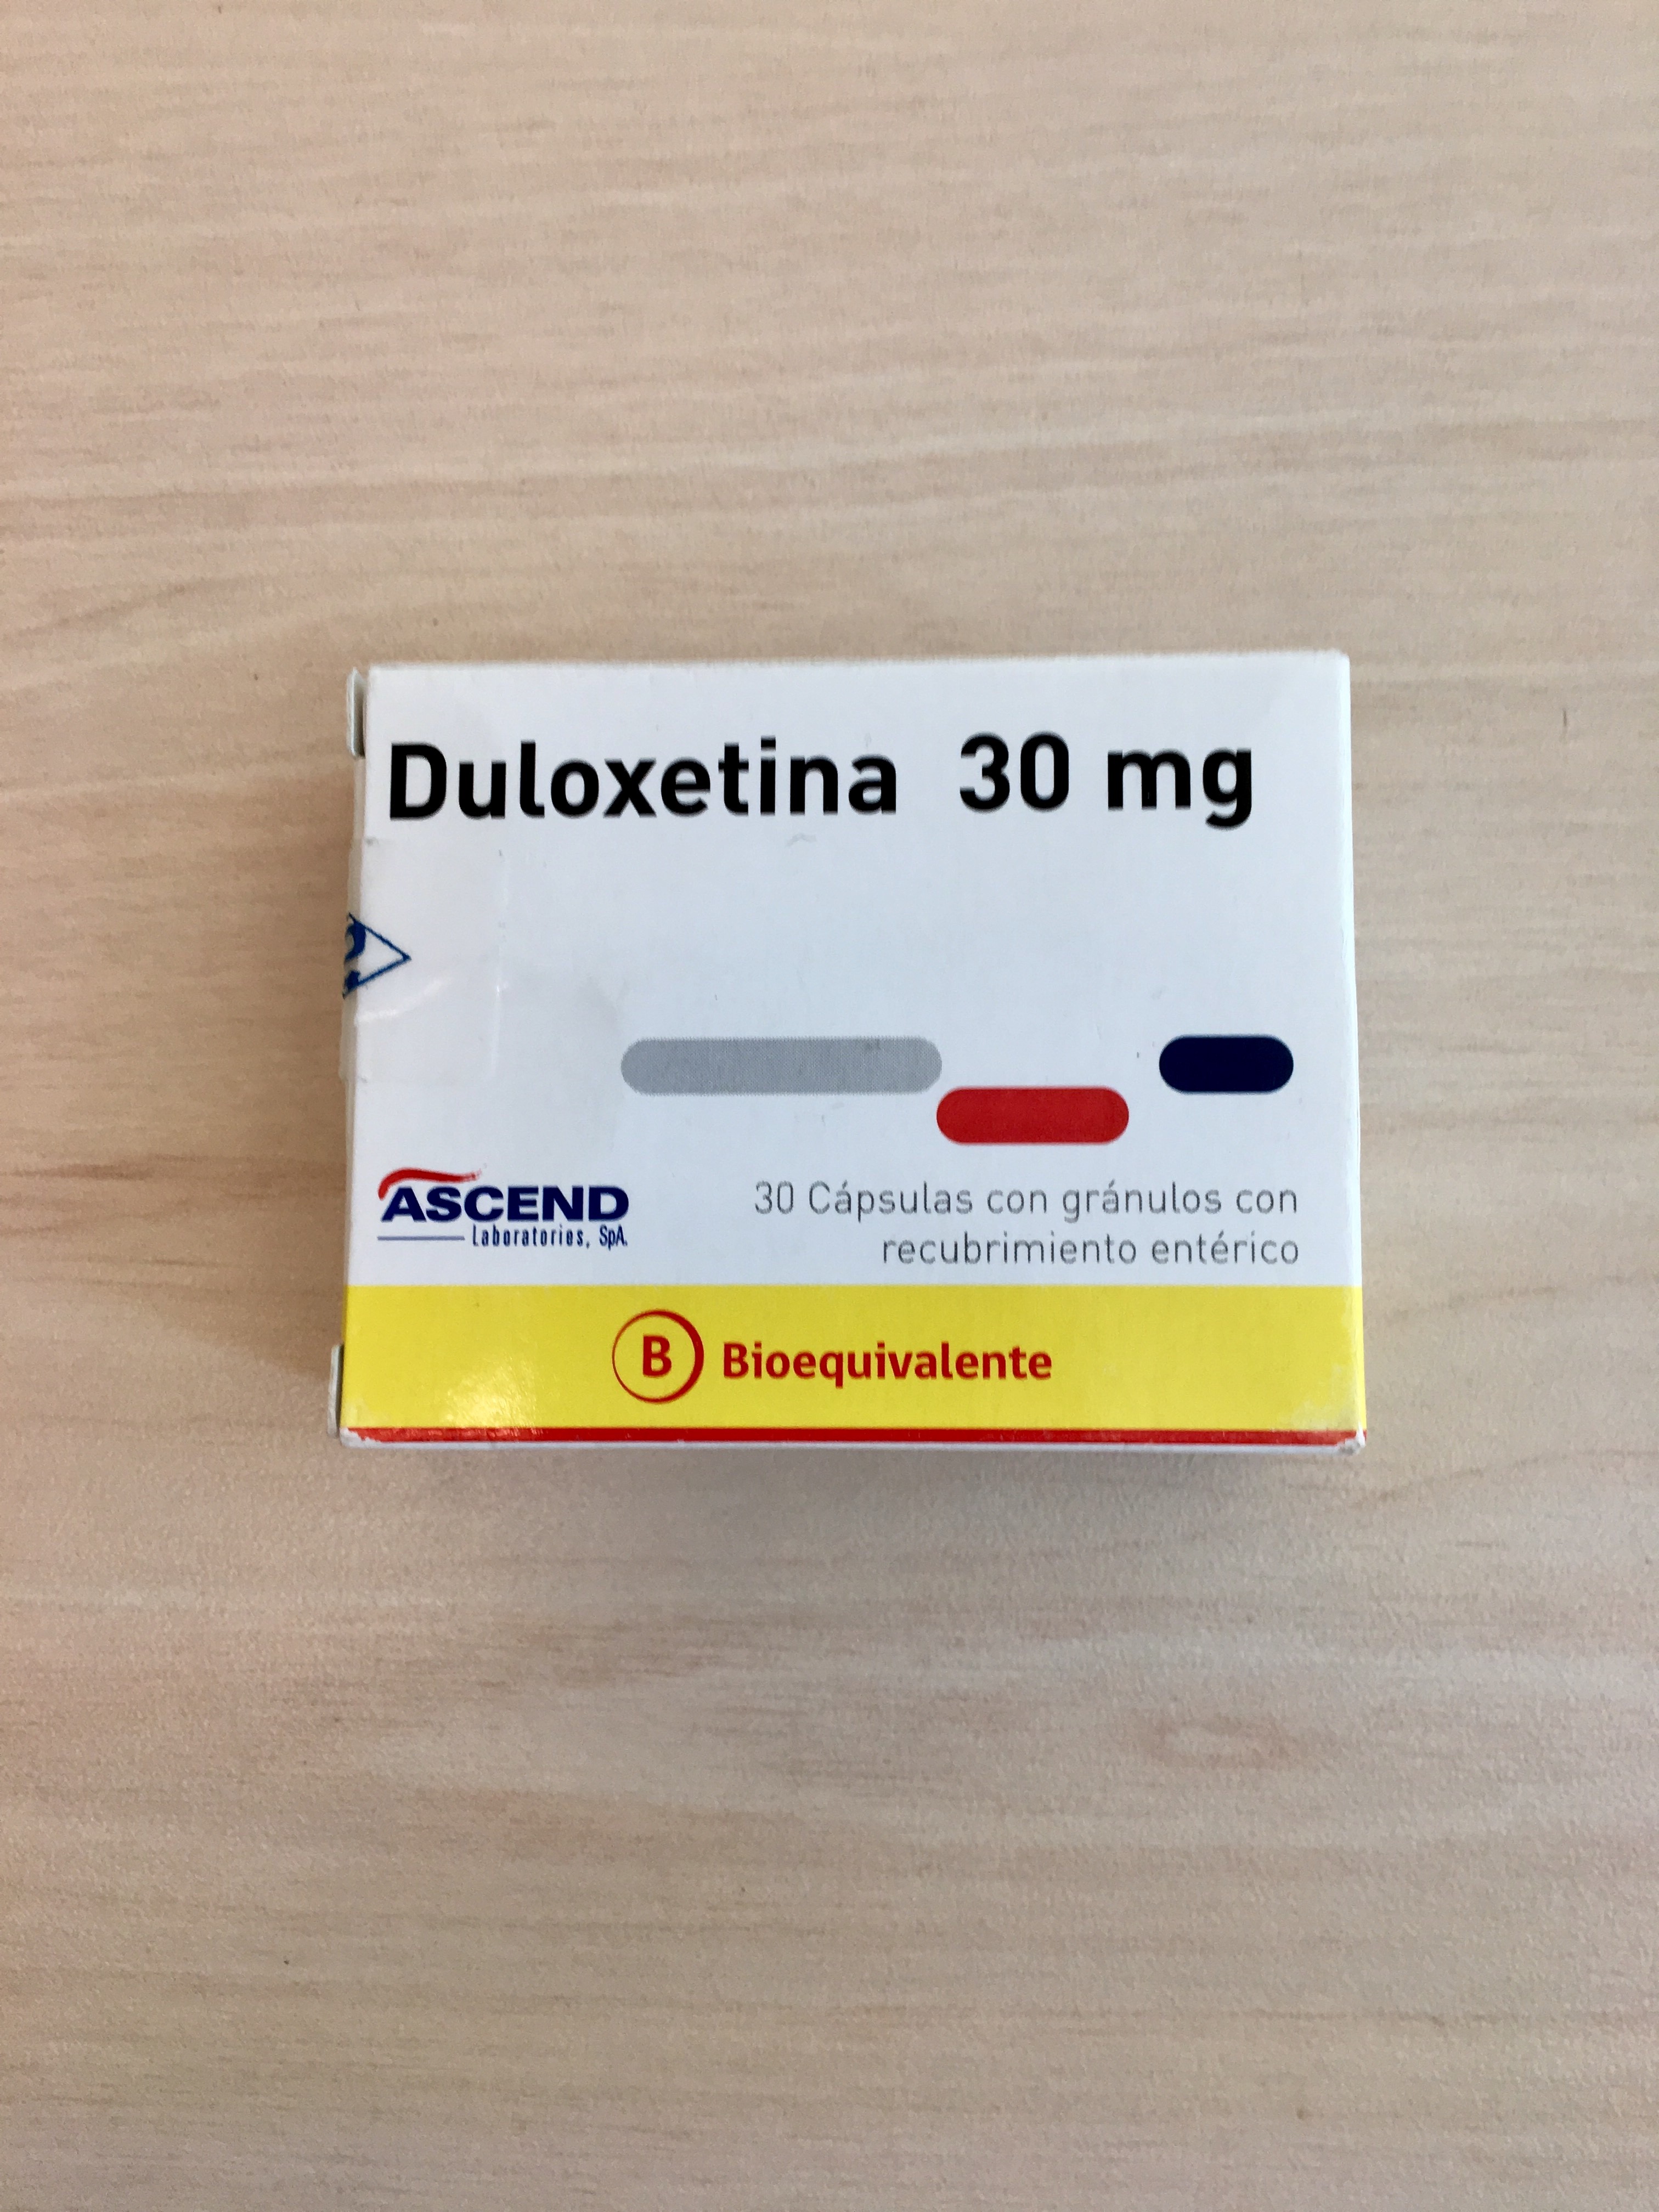 Duloxetina 30 mg
ASCEND
Laboratories, SpA.
30 Cápsulas con gránulos con
recubrimiento entérico
B Bioequivalente